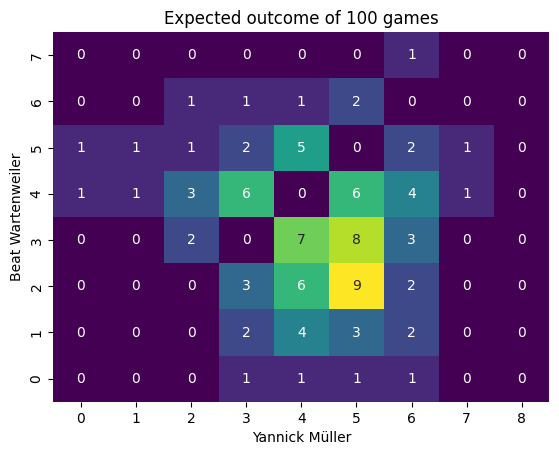 Expected outcome of 100 games
7 0 0 0 0 0 0 1 0 0
6 0 0 1 1 1 2 0 0 0
5 1 1 1 2 5 0 2 1 0
4 1 1 3 6 0 6 4 1 0
3 0 0 2 0 7 8 3 0 0
2 0 0 0 3 6 9 2 0 0
1 0 0 0 2 4 3 2 0 0
0 0 0 0 1 1 1 1 0 0
Beat Wartenweiler
0 1 2 3 4 5 6 7 8
Yannick Müller